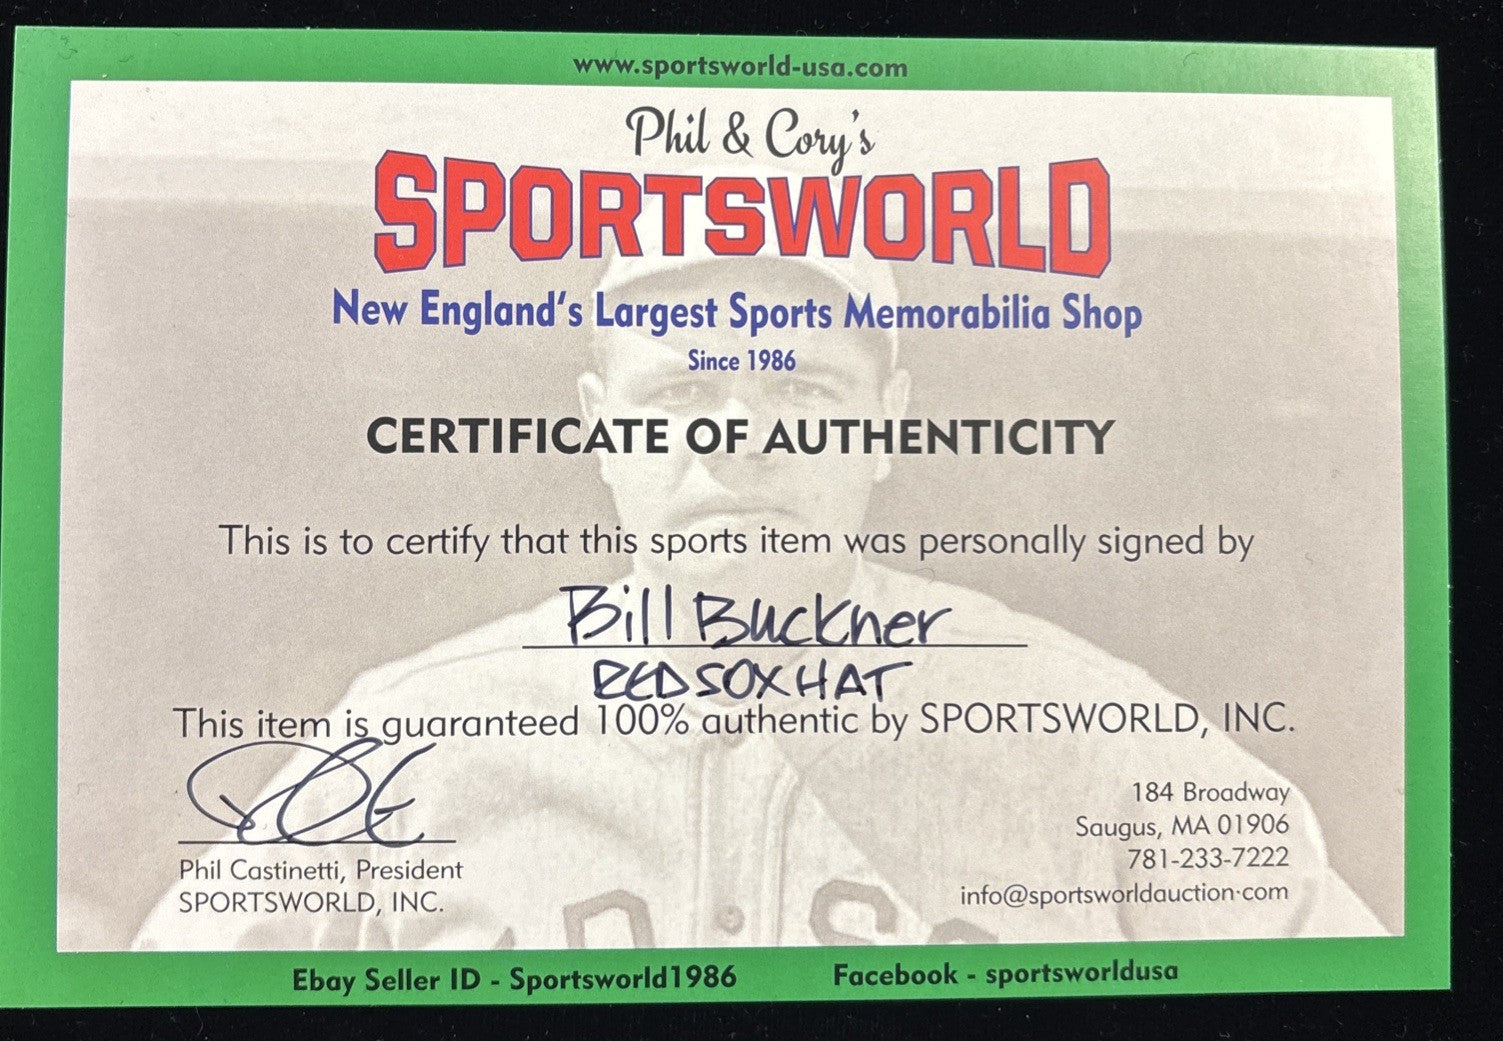 www.sportsworld-usa.com
Phil & Cory's
SPORTSWORLD
New England's Largest Sports Memorabilia Shop
Since 1986
CERTIFICATE OF AUTHENTICITY
This is to certify that this sports item was personally signed by
Bill Buckner
RED SOX HAT
This item is guaranteed 100% authentic by SPORTSWORLD, INC.
Phil Castinetti, President
SPORTSWORLD, INC.
184 Broadway
Saugus, MA 01906
781-233-7222
info@sportsworldauction·com
Ebay Seller ID - Sportsworld1986
Facebook - sportsworldusa